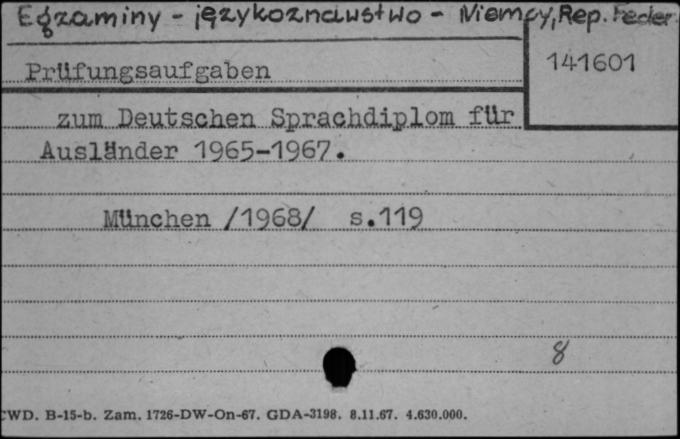 Egzaminy - językoznawstwo - Niemcy, Rep. Feder.
Prüfungsaufgaben
141601
zum Deutschen Sprachdiplom für
Ausländer 1965-1967.
München /1968/ s.119
8
CWD. B-15-b. Zam. 1726-DW-On-67. GDA-3198. 8.11.67. 4.630.000.